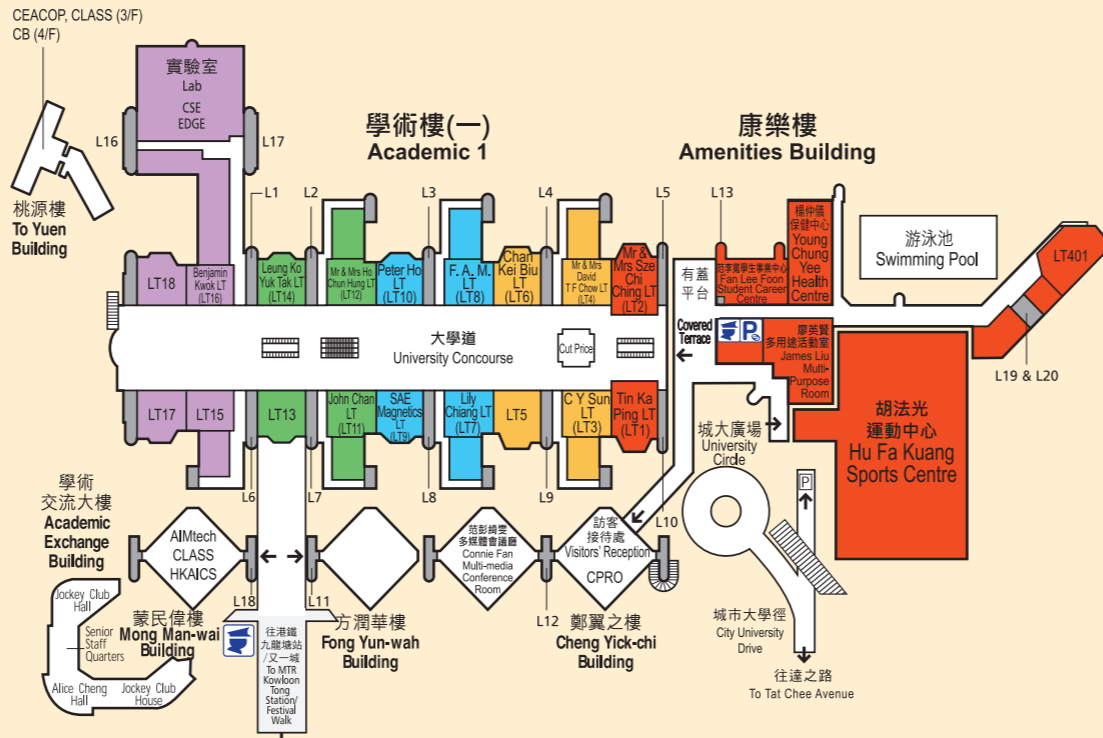 CEACOP, CLASS (3/F)
CB (4/F)
桃源樓
To Yuen
Building
實驗室
Lab
CSE
EDGE
L16
L17
學術樓(一)
Academic 1
康樂樓
Amenities Building
L1
L2
L3
L4
L5
L13
LT18
Benjamin
Kwok LT
(LT16)
Leung Ko
Yuk Tak LT
(LT14)
Mr & Mrs Ho
Chun Hung LT
(LT12)
Peter Ho LT
(LT10)
F. A. M.
LT
(LT8)
Chan
Kei Biu
LT
(LT6)
Mr & Mrs
David
T F Chow LT
(LT4)
Mr &
Mrs Sze
Chi
Ching LT
(LT2)
有蓋
平台
Covered
Terrace
范李鳳學生事業中心
Fan Lee Foon
Student Career
Centre
楊仲儀
保健中心
Young
Chung
Yee
Health
Centre
游泳池
Swimming Pool
LT401
L19 & L20
大學道
University Concourse
Cut Price
P
廖英賢
多用途活動室
James Liu
Multi-
Purpose
Room
胡法光
運動中心
Hu Fa Kuang
Sports Centre
LT17
LT15
LT13
John Chan
LT
(LT11)
SAE
Magnetics
LT
(LT9)
Lily
Chiang LT
(LT7)
LT5
C Y Sun
LT
(LT3)
Tin Ka
Ping LT
(LT1)
城大廣場
University
Circle
P
L6
L7
L8
L9
L10
學術
交流大樓
Academic
Exchange
Building
AIMtech
CLASS
HKAICS
范彭綺雯
多媒體會議廳
Connie Fan
Multi-media
Conference
Room
訪客
接待處
Visitors' Reception
CPRO
L18
L11
L12
蒙民偉樓
Mong Man-wai
Building
方潤華樓
Fong Yun-wah
Building
鄭翼之樓
Cheng Yick-chi
Building
城市大學徑
City University
Drive
往達之路
To Tat Chee Avenue
往港鐵
九龍塘站
/又一城
To MTR
Kowloon
Tong
Station/
Festival
Walk
Jockey Club
Hall
Senior
Staff
Quarters
Alice Cheng
Hall
Jockey Club
House